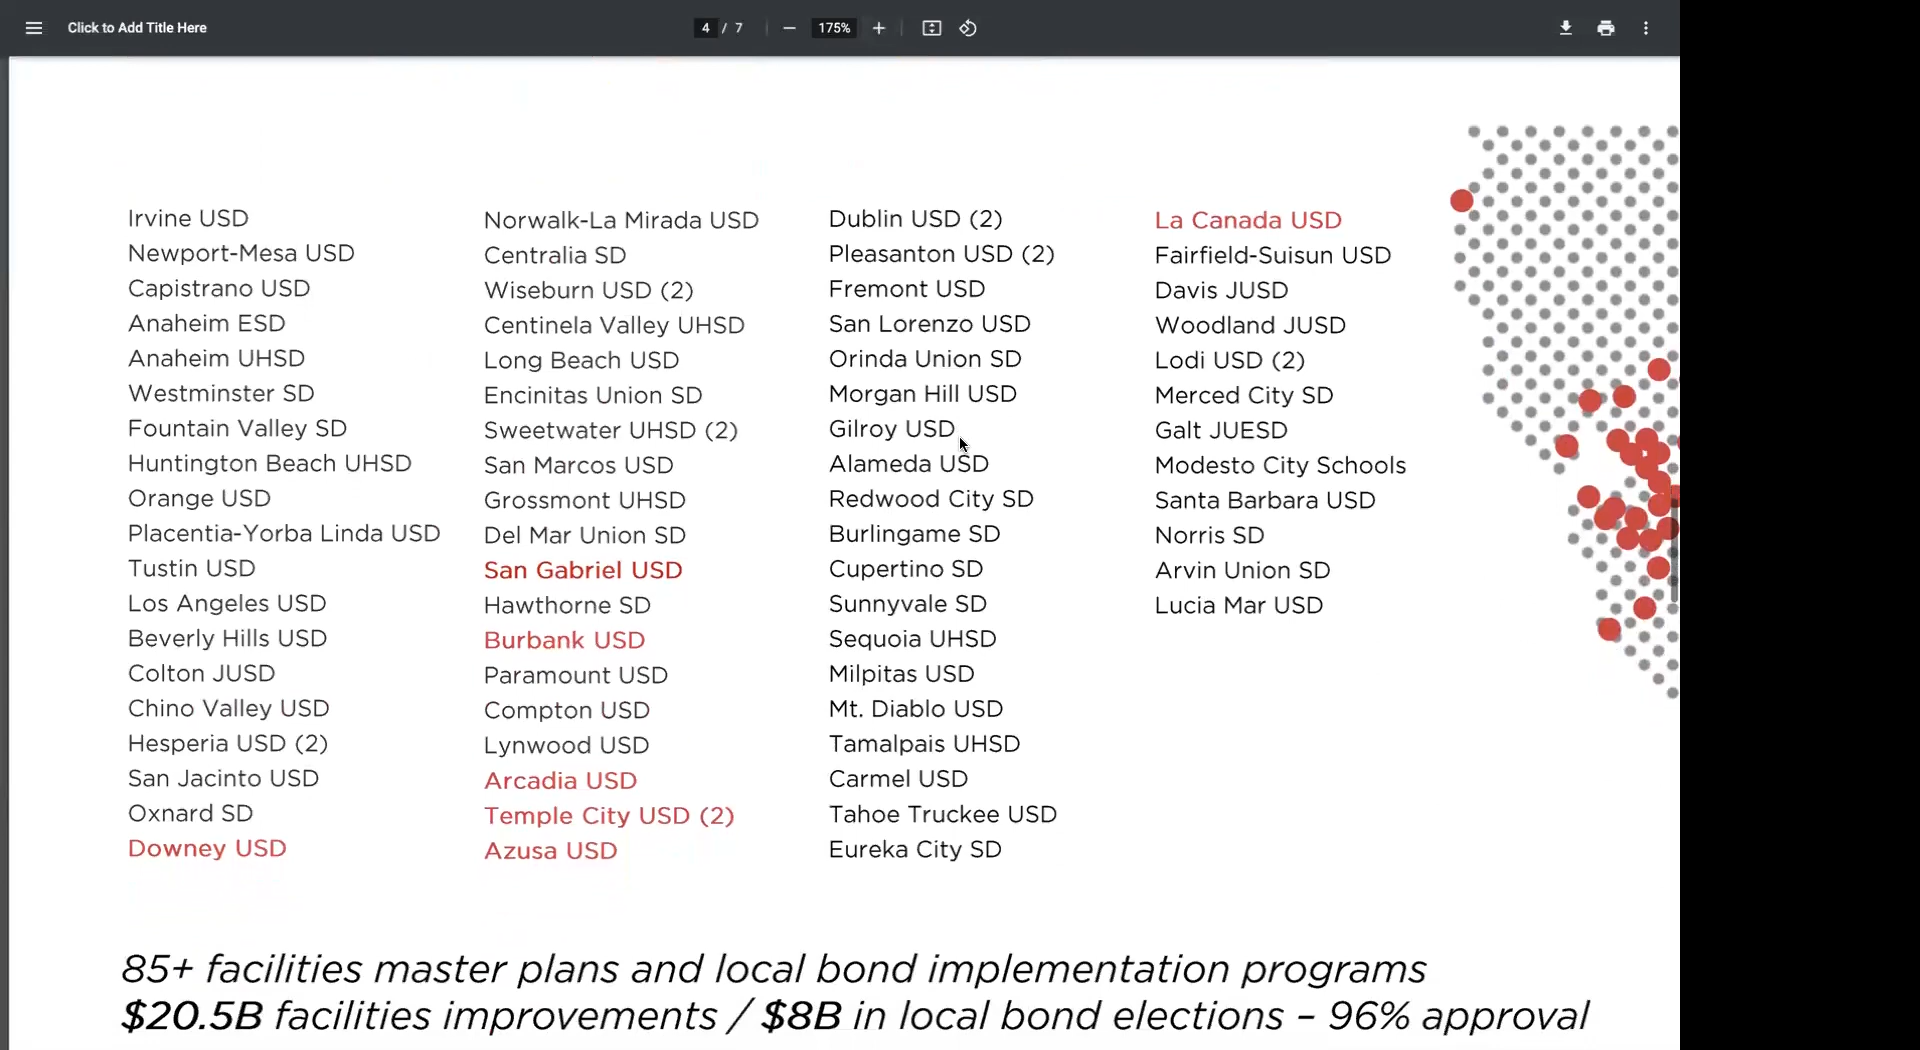 Click to Add Title Here
4 / 7
175%
Irvine USD
Newport-Mesa USD
Capistrano USD
Anaheim ESD
Anaheim UHSD
Westminster SD
Fountain Valley SD
Huntington Beach UHSD
Orange USD
Placentia-Yorba Linda USD
Tustin USD
Los Angeles USD
Beverly Hills USD
Colton JUSD
Chino Valley USD
Hesperia USD (2)
San Jacinto USD
Oxnard SD
Downey USD
Norwalk-La Mirada USD
Centralia SD
Wiseburn USD (2)
Centinela Valley UHSD
Long Beach USD
Encinitas Union SD
Sweetwater UHSD (2)
San Marcos USD
Grossmont UHSD
Del Mar Union SD
San Gabriel USD
Hawthorne SD
Burbank USD
Paramount USD
Compton USD
Lynwood USD
Arcadia USD
Temple City USD (2)
Azusa USD
Dublin USD (2)
Pleasanton USD (2)
Fremont USD
San Lorenzo USD
Orinda Union SD
Morgan Hill USD
Gilroy USD
Alameda USD
Redwood City SD
Burlingame SD
Cupertino SD
Sunnyvale SD
Sequoia UHSD
Milpitas USD
Mt. Diablo USD
Tamalpais UHSD
Carmel USD
Tahoe Truckee USD
Eureka City SD
La Canada USD
Fairfield-Suisun USD
Davis JUSD
Woodland JUSD
Lodi USD (2)
Merced City SD
Galt JUESD
Modesto City Schools
Santa Barbara USD
Norris SD
Arvin Union SD
Lucia Mar USD
85+ facilities master plans and local bond implementation programs
$20.5B facilities improvements / $8B in local bond elections – 96% approval